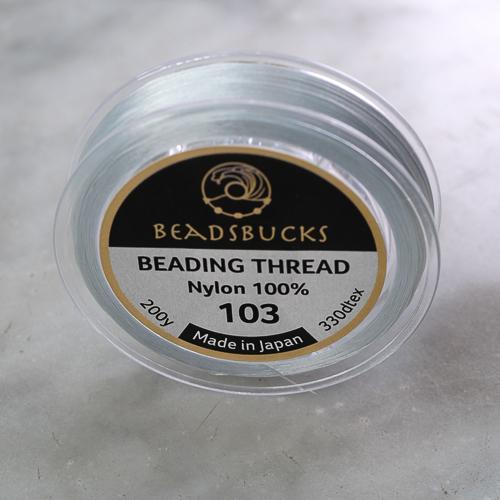 BEADSBUCKS
BEADING THREAD
Nylon 100%
103
200y
330dtex
Made in Japan